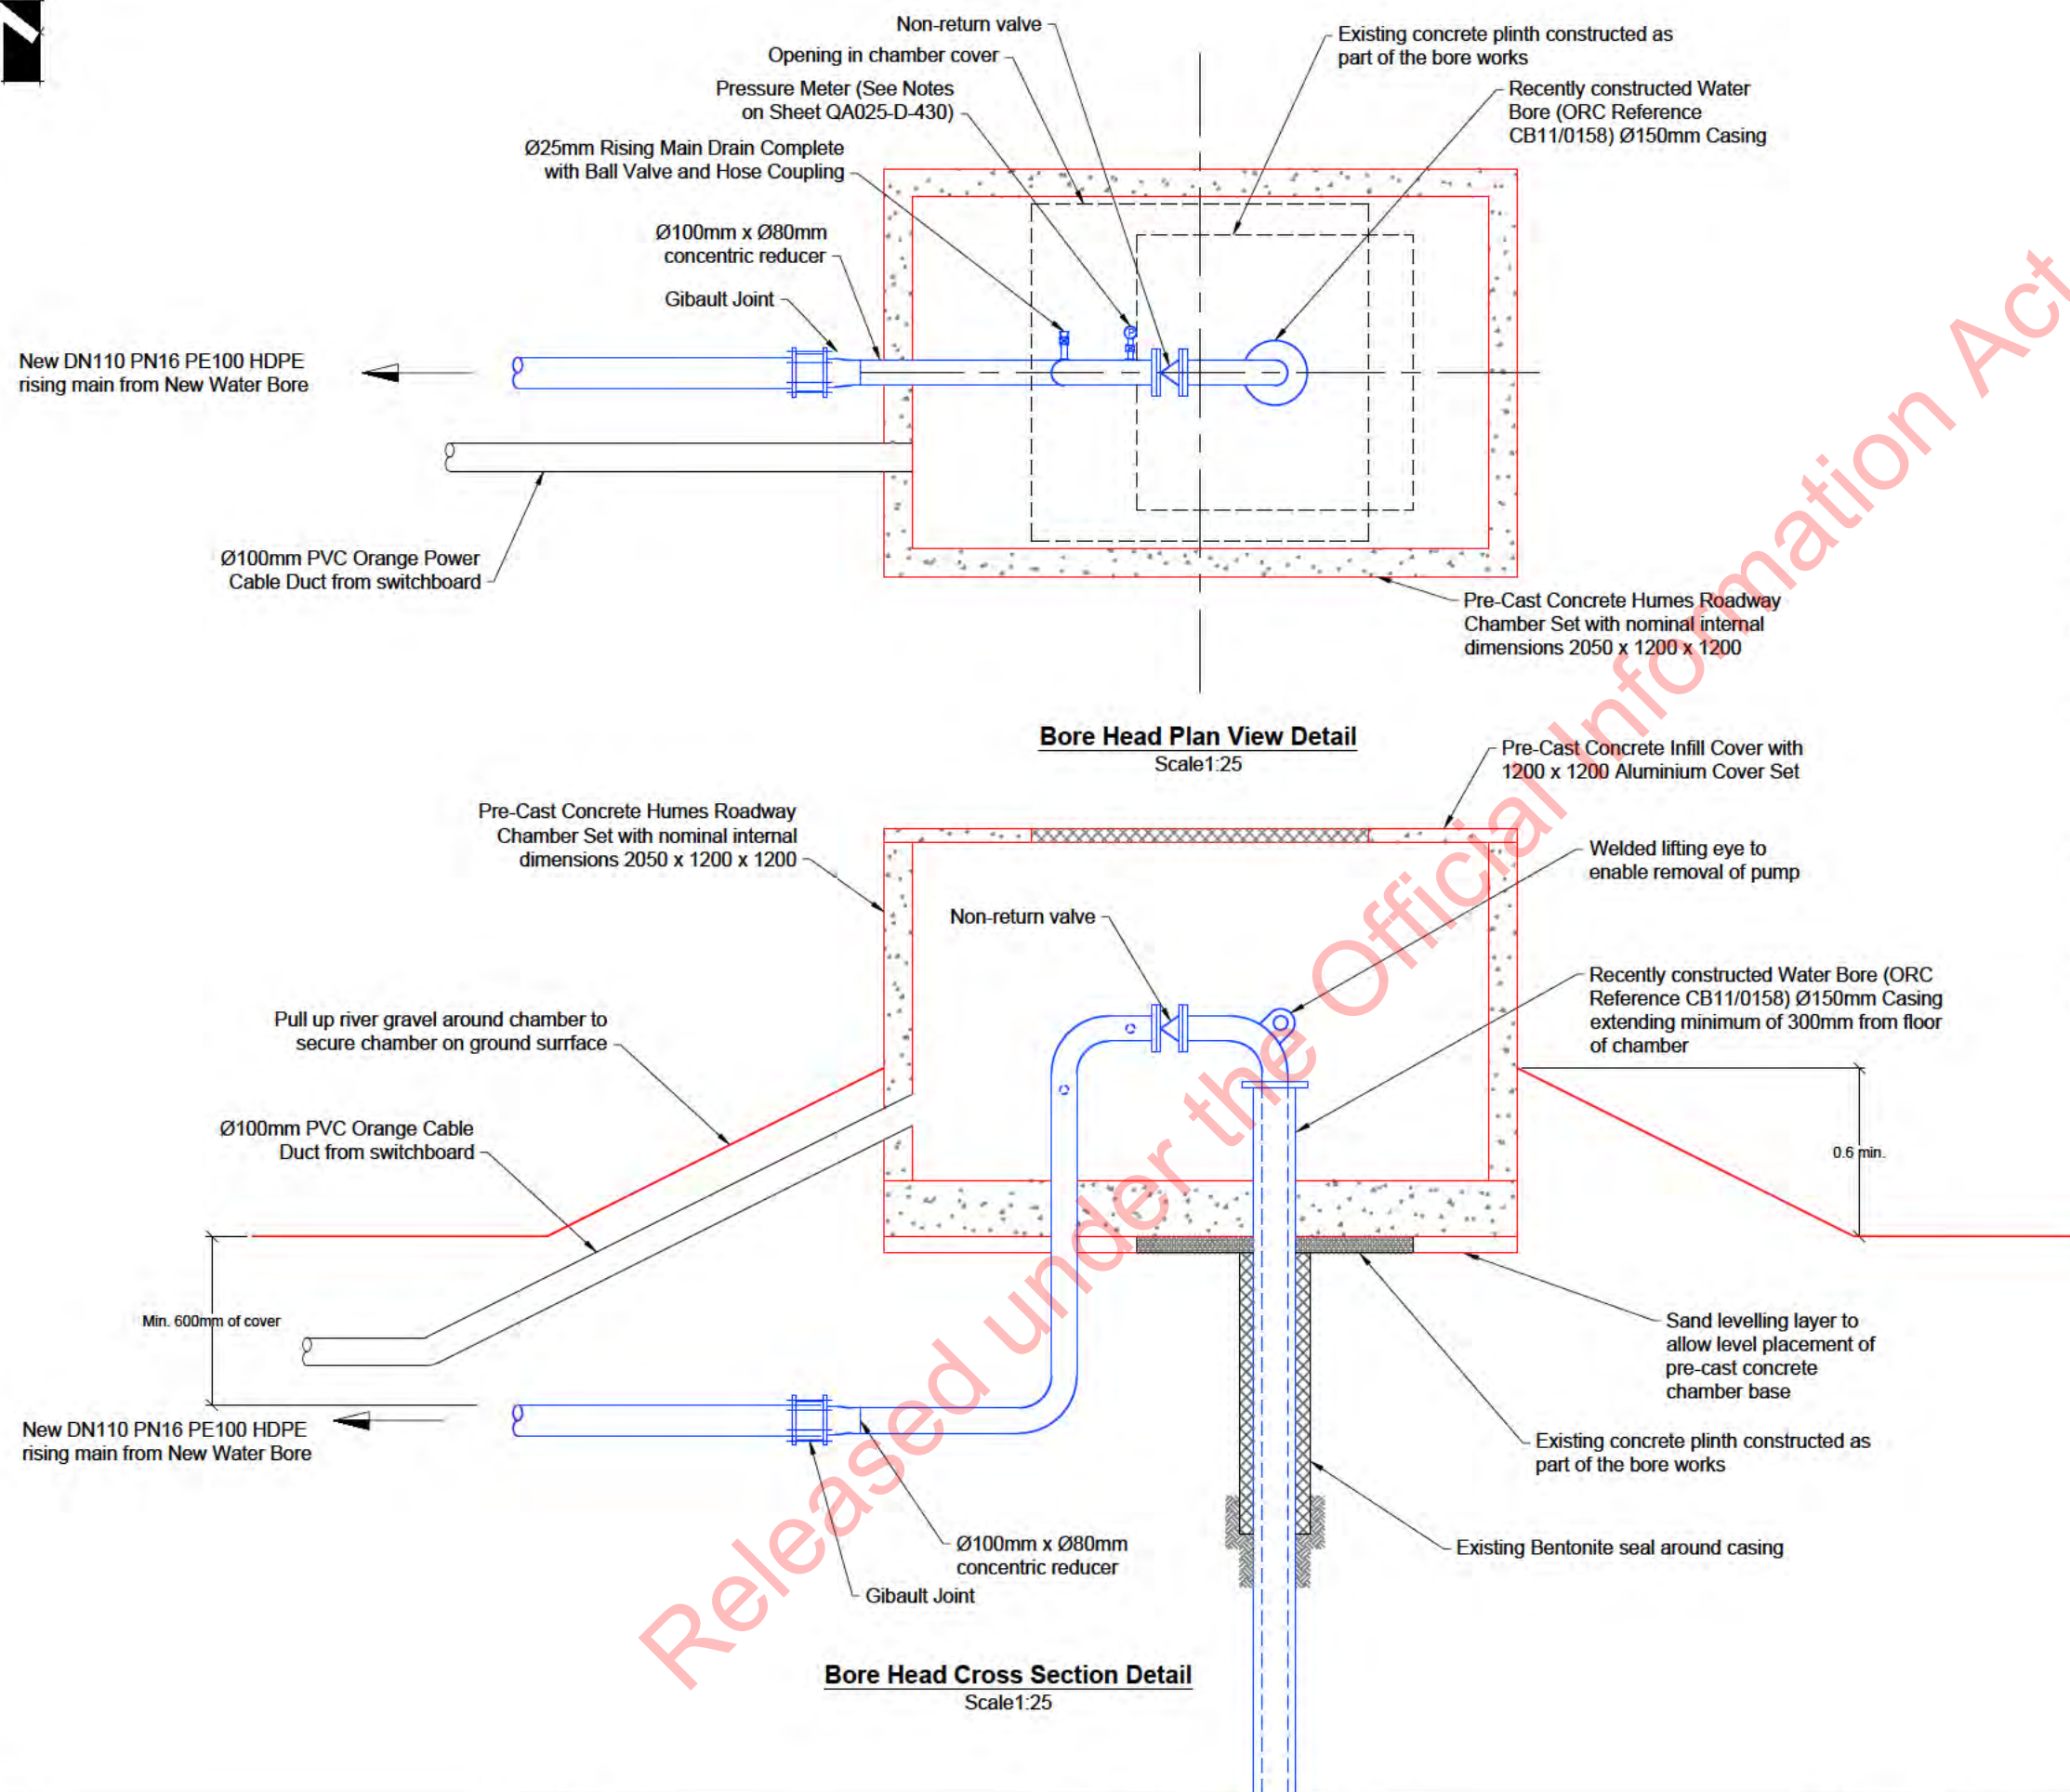 Non-return valve
Opening in chamber cover
Pressure Meter (See Notes
on Sheet QA025-D-430)
Ø25mm Rising Main Drain Complete
with Ball Valve and Hose Coupling
Ø100mm x Ø80mm
concentric reducer
Gibault Joint
New DN110 PN16 PE100 HDPE
rising main from New Water Bore
Ø100mm PVC Orange Power
Cable Duct from switchboard
Existing concrete plinth constructed as
part of the bore works
Recently constructed Water
Bore (ORC Reference
CB11/0158) Ø150mm Casing
P
Pre-Cast Concrete Humes Roadway
Chamber Set with nominal internal
dimensions 2050 x 1200 x 1200
Bore Head Plan View Detail
Scale1:25
Pre-Cast Concrete Infill Cover with
1200 x 1200 Aluminium Cover Set
Pre-Cast Concrete Humes Roadway
Chamber Set with nominal internal
dimensions 2050 x 1200 x 1200
Welded lifting eye to
enable removal of pump
Non-return valve
Recently constructed Water Bore (ORC
Reference CB11/0158) Ø150mm Casing
extending minimum of 300mm from floor
of chamber
Pull up river gravel around chamber to
secure chamber on ground surrface
Ø100mm PVC Orange Cable
Duct from switchboard
0.6 min.
Min. 600mm of cover
Sand levelling layer to
allow level placement of
pre-cast concrete
chamber base
New DN110 PN16 PE100 HDPE
rising main from New Water Bore
Existing concrete plinth constructed as
part of the bore works
Existing Bentonite seal around casing
Ø100mm x Ø80mm
concentric reducer
Gibault Joint
Bore Head Cross Section Detail
Scale1:25
Released under the Official Information Act